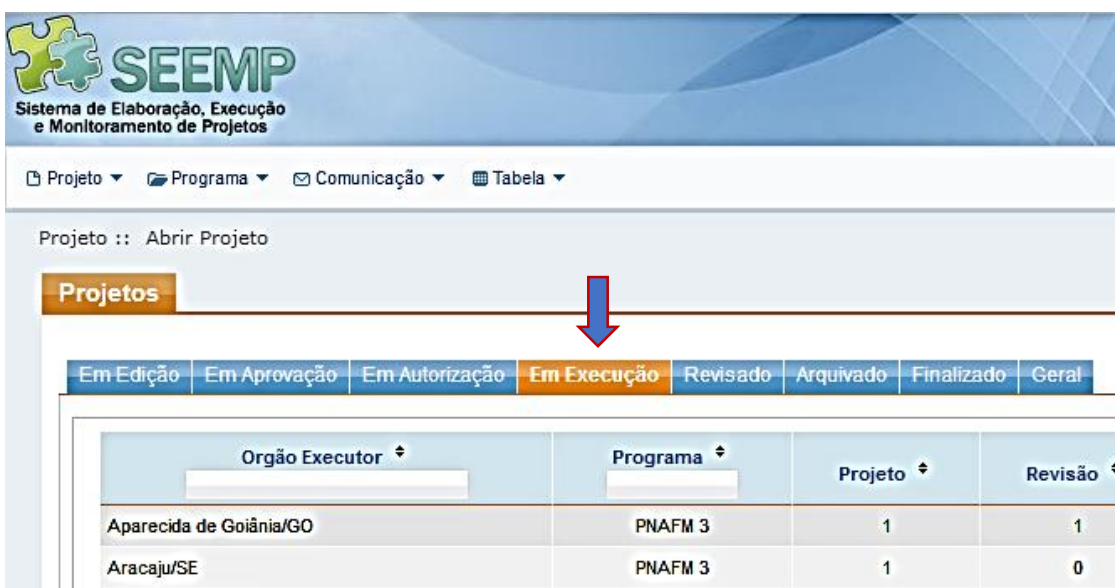 SEEMP
Sistema de Elaboração, Execução
e Monitoramento de Projetos
Projeto Programa Comunicação Tabela
Projeto :: Abrir Projeto
Projetos
Em Edição Em Aprovação Em Autorização Em Execução Revisado Arquivado Finalizado Geral
Orgão Executor Programa Projeto Revisão
Aparecida de Goiânia/GO PNAFM 3 1 1
Aracaju/SE PNAFM 3 1 0